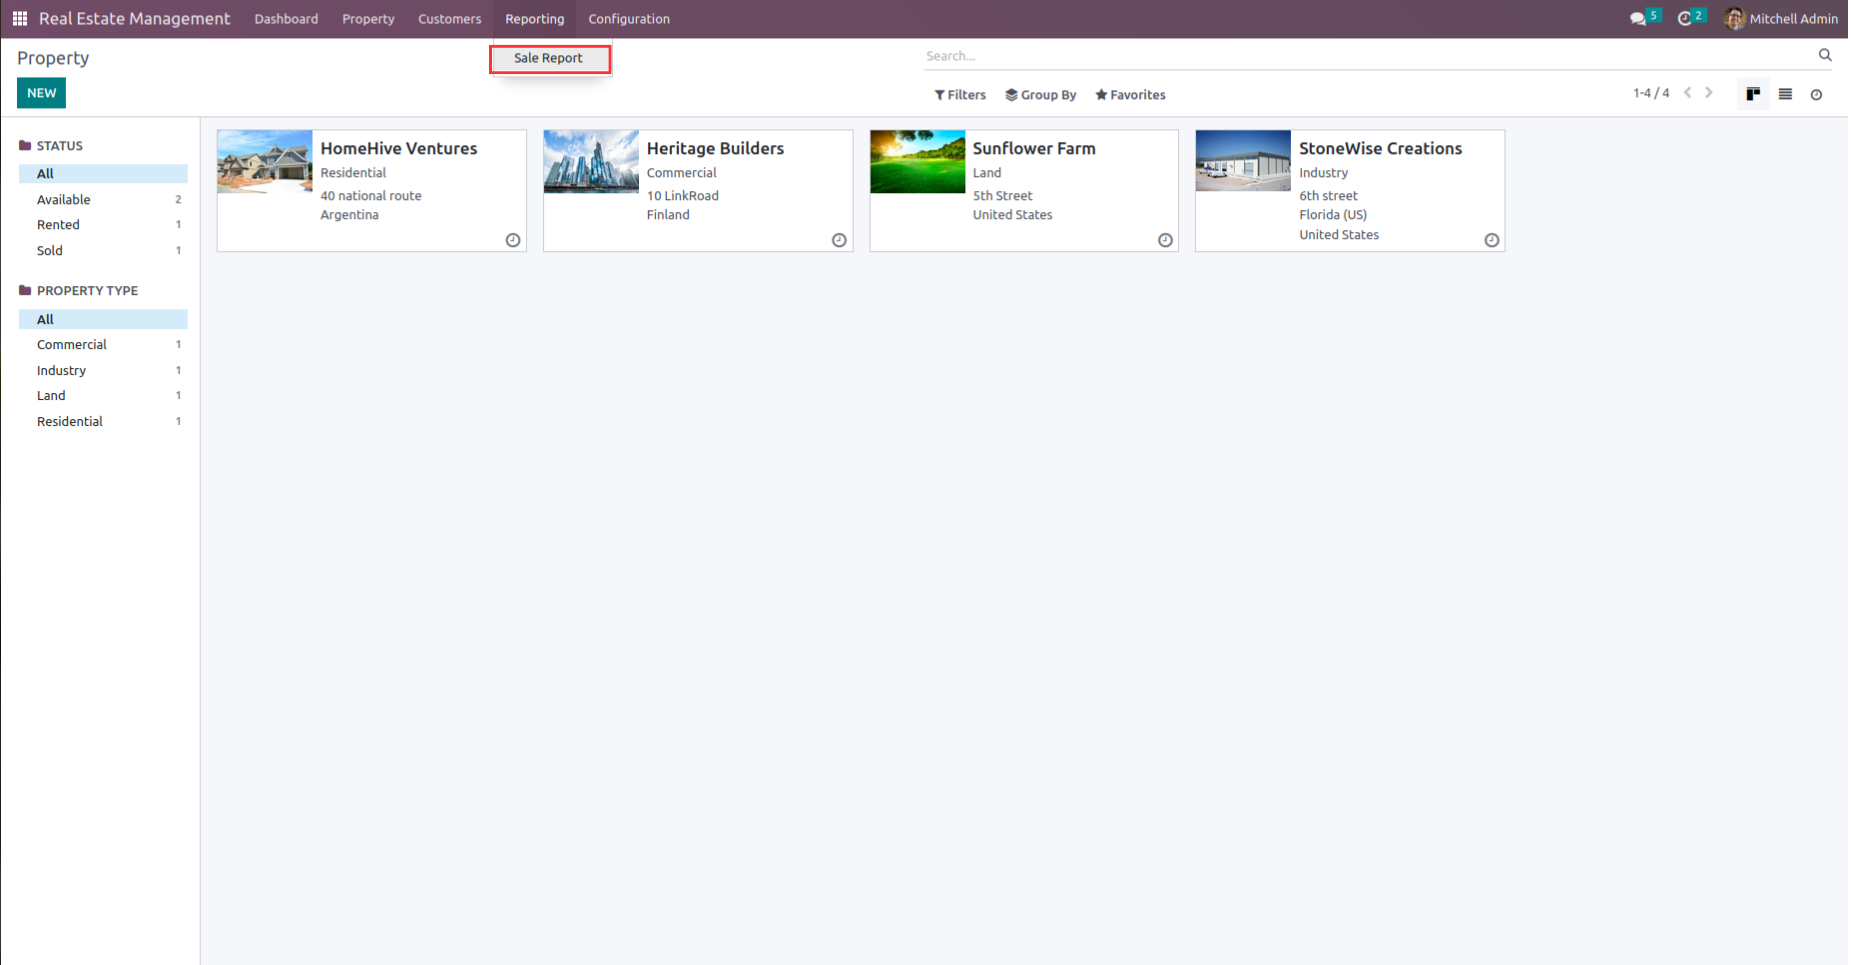 Real Estate Management Dashboard Property Customers Reporting Configuration 5 2 Mitchell Admin
Sale Report
Property
Search...
NEW
Filters Group By Favorites
1-4 / 4
STATUS
All
Available 2
Rented 1
Sold 1
PROPERTY TYPE
All
Commercial 1
Industry 1
Land 1
Residential 1
HomeHive Ventures
Residential
40 national route
Argentina
Heritage Builders
Commercial
10 LinkRoad
Finland
Sunflower Farm
Land
5th Street
United States
StoneWise Creations
Industry
6th street
Florida (US)
United States